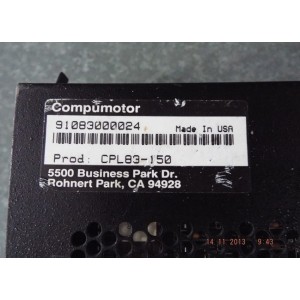 Compumotor
91083000024
Made In USA
Prod: CPL83-150
5500 Business Park Dr.
Rohnert Park, CA 94928
14 11 2013 9:43